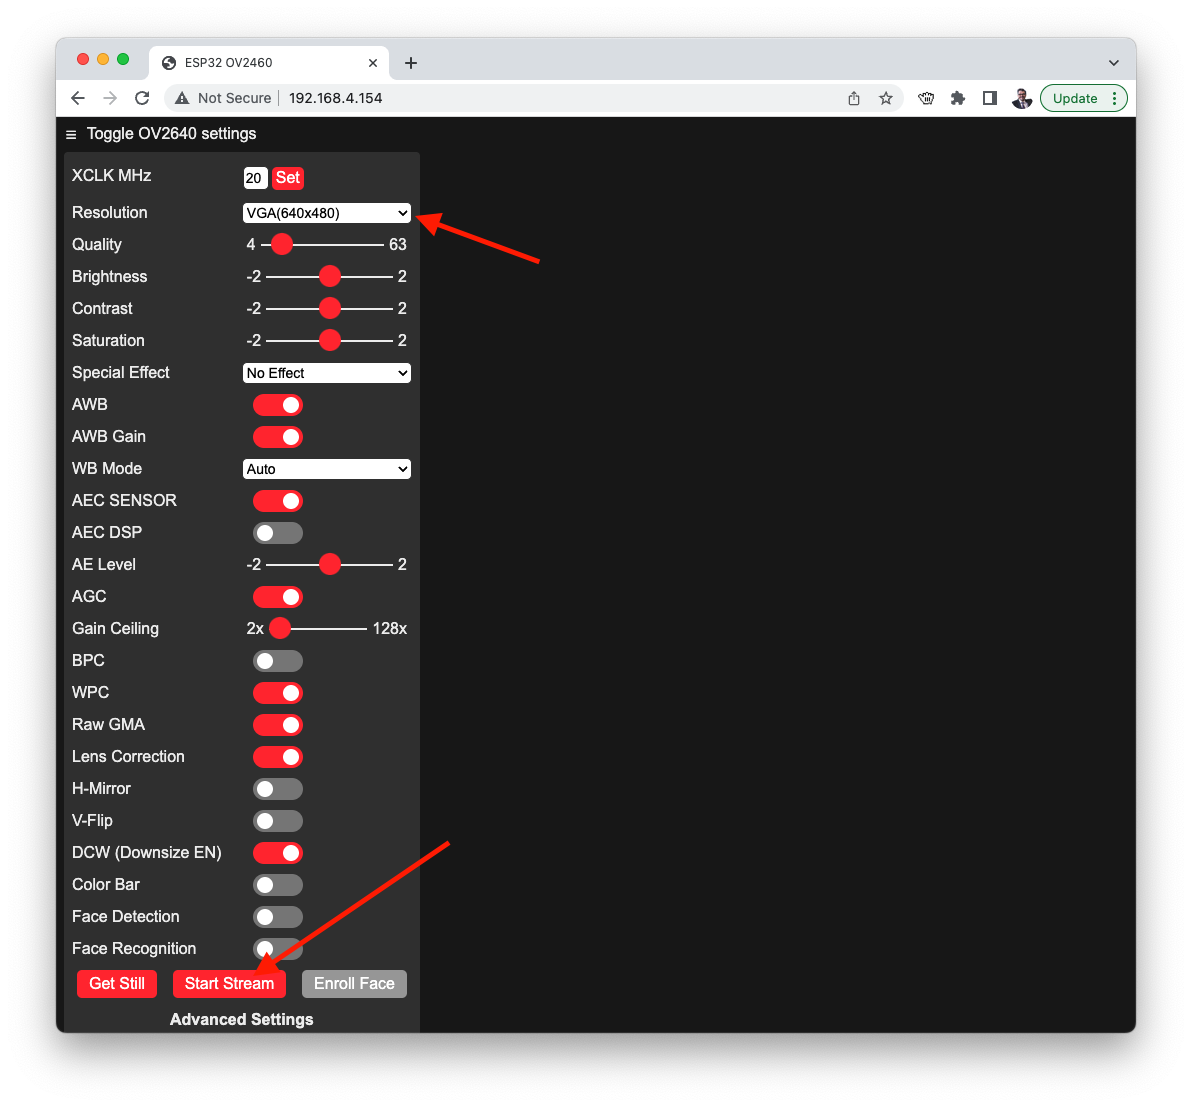 ESP32 OV2460
Not Secure 192.168.4.154 Update
Toggle OV2640 settings
XCLK MHz 20 Set
Resolution VGA(640x480)
Quality 4 63
Brightness -2 2
Contrast -2 2
Saturation -2 2
Special Effect No Effect
AWB
AWB Gain
WB Mode Auto
AEC SENSOR
AEC DSP
AE Level -2 2
AGC
Gain Ceiling 2x 128x
BPC
WPC
Raw GMA
Lens Correction
H-Mirror
V-Flip
DCW (Downsize EN)
Color Bar
Face Detection
Face Recognition
Get Still Start Stream Enroll Face
Advanced Settings